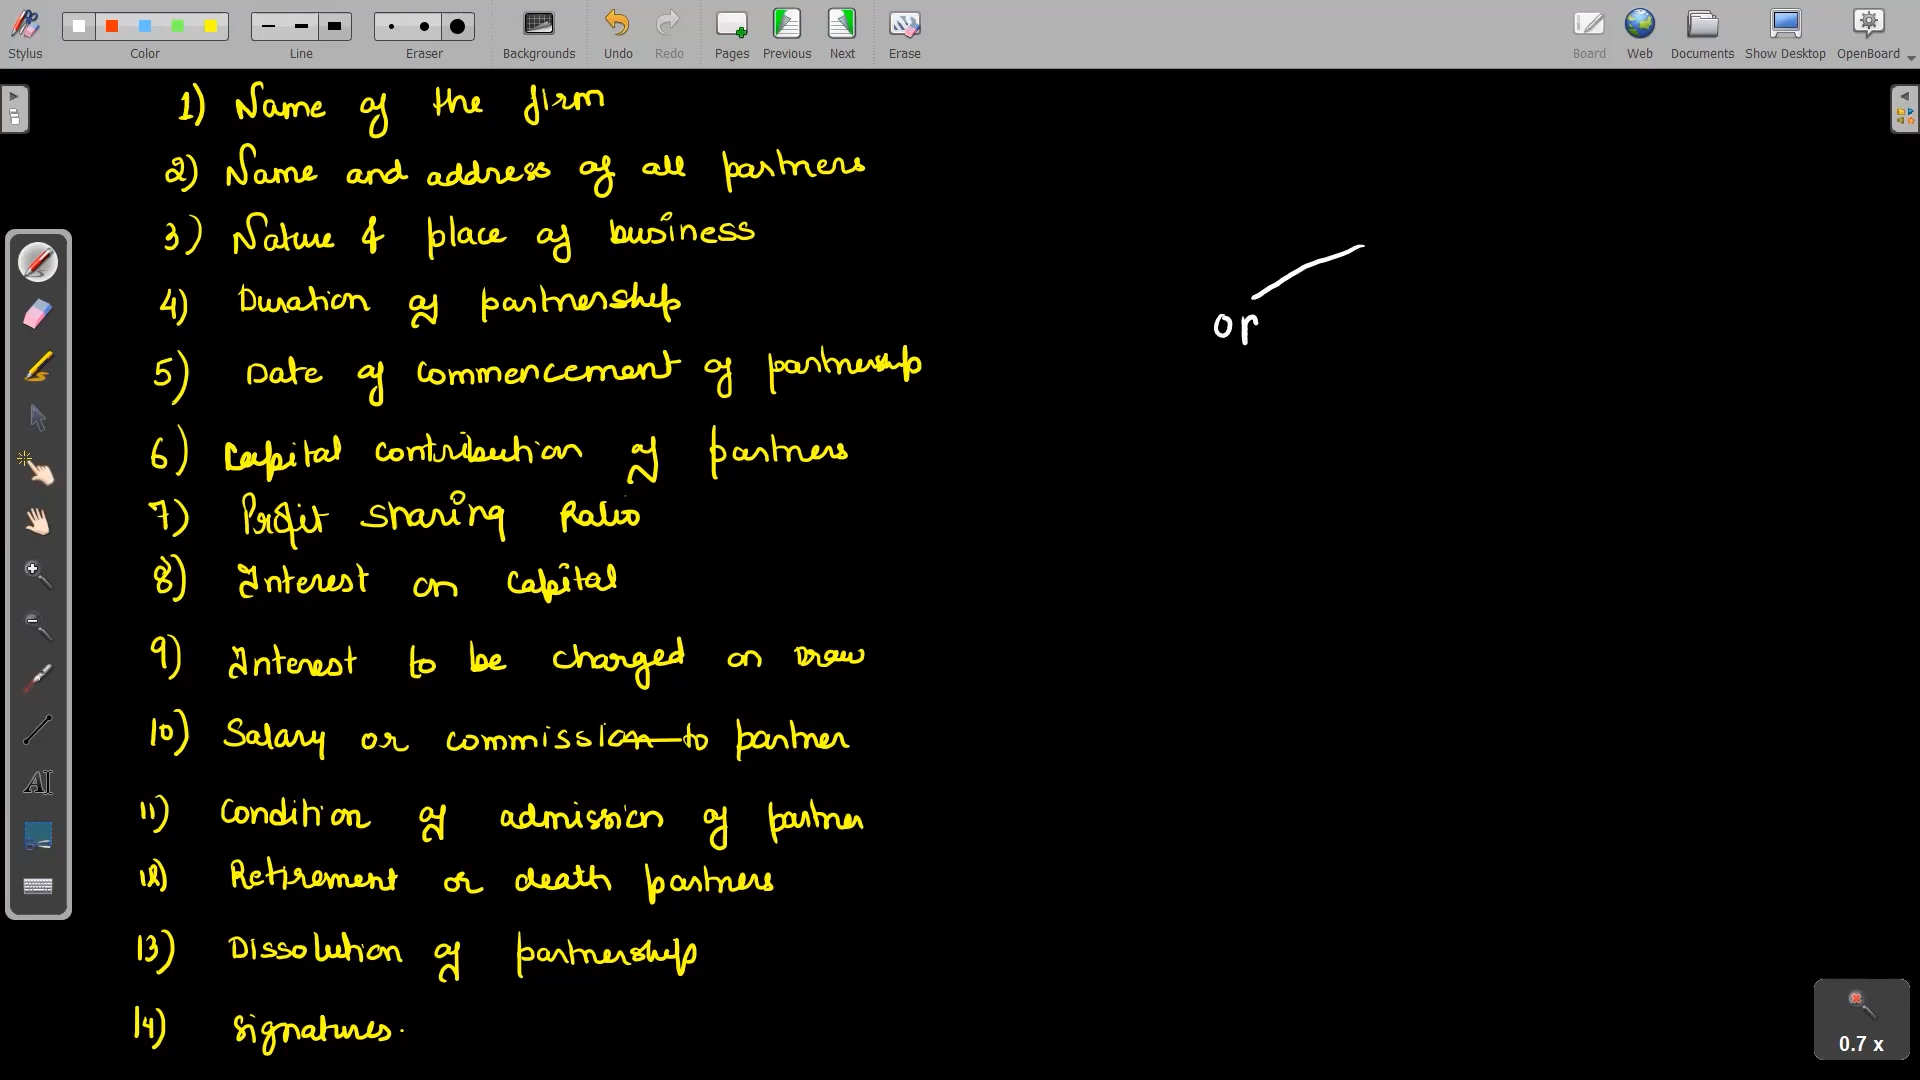 Stylus Color Line Eraser Backgrounds Undo Redo Pages Previous Next Erase Board Web Documents Show Desktop OpenBoard
1) Name of the firm
2) Name and address of all partners
3) Nature & place of business
4) Duration of partnership
5) Date of commencement of partnership
6) Capital contribution of partners
7) Profit sharing Ratio
8) Interest on capital
9) Interest to be charged on Draw
10) Salary or commission to partner
11) Condition of admission of partner
12) Retirement or death partners
13) Dissolution of partnership
14) Signatures.
or
0.7 x